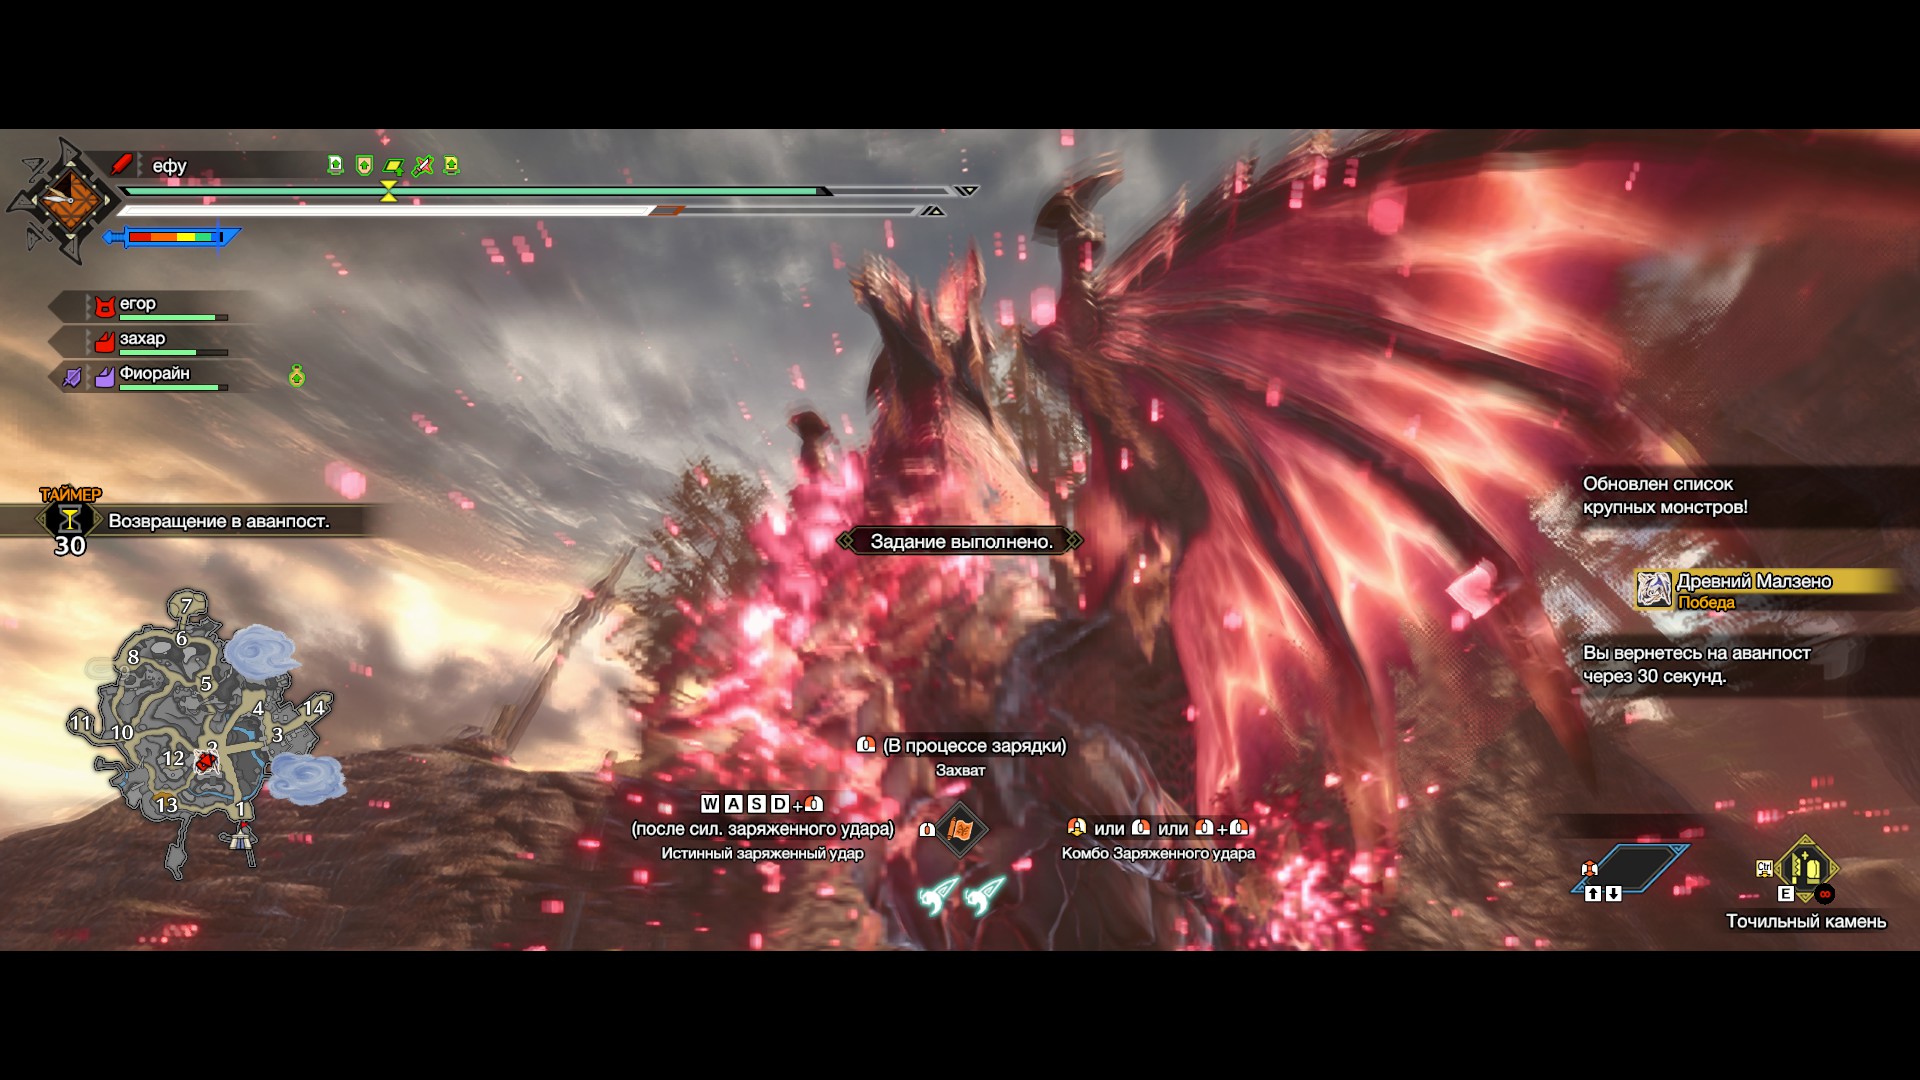 ефу
егор
захар
Фиорайн
ТАЙМЕР
Возвращение в аванпост.
30
Обновлен список
крупных монстров!
Задание выполнено.
Древний Малзено
Победа
Вы вернетесь на аванпост
через 30 секунд.
7
6
8
5
4
14
11
10
3
2
12
13
1
(В процессе зарядки)
Захват
W A S D +
(после сил. заряженного удара)
Истинный заряженный удар
или или +
Комбо Заряженного удара
Ctrl
E
Точильный камень